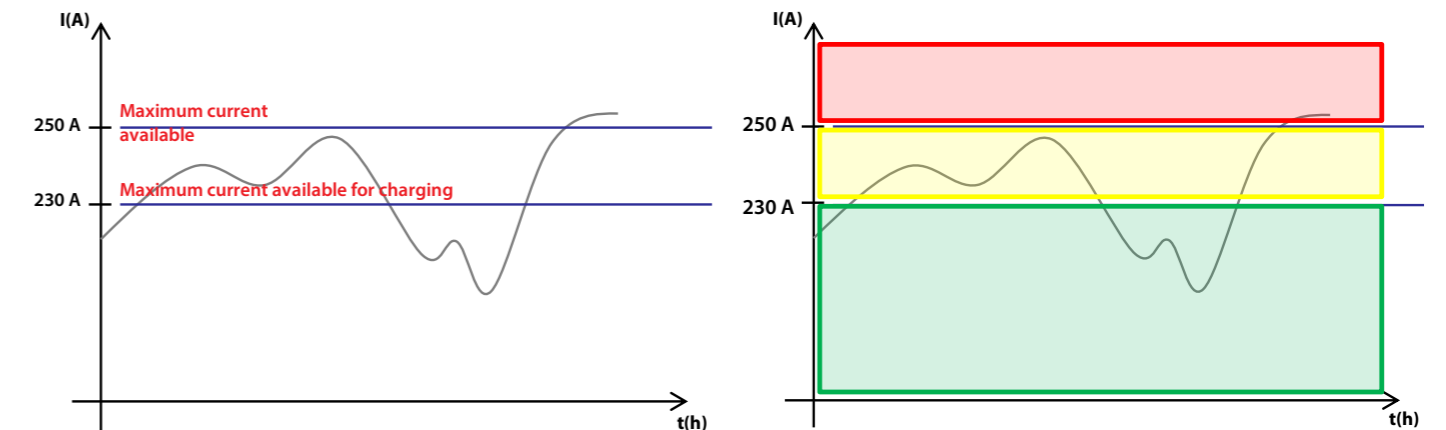 I(A)
Maximum current
250 A
available
Maximum current available for charging
230 A
t(h)
I(A)
250 A
230 A
t(h)